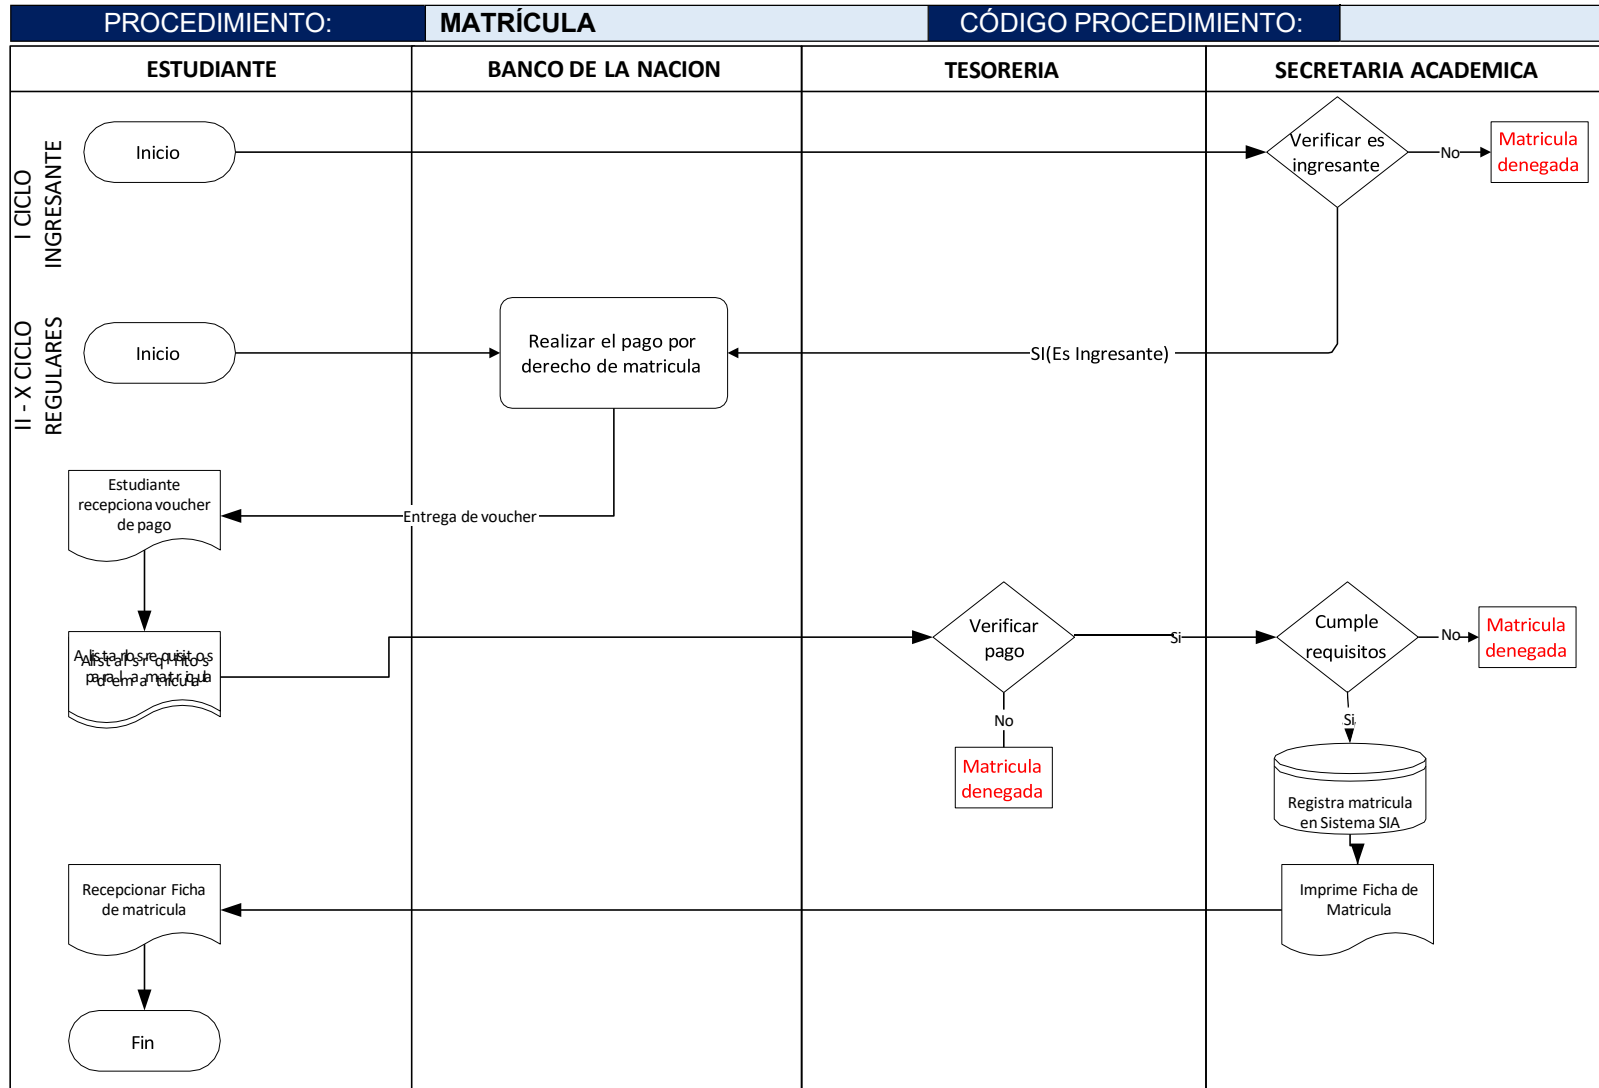 PROCEDIMIENTO: MATRÍCULA CÓDIGO PROCEDIMIENTO:
ESTUDIANTE BANCO DE LA NACION TESORERIA SECRETARIA ACADEMICA
I CICLO
INGRESANTE
Inicio
Verificar es
ingresante
No
Matricula
denegada
II - X CICLO
REGULARES
Inicio
Realizar el pago por
derecho de matricula
SI(Es Ingresante)
Estudiante
recepciona voucher
de pago
Entrega de voucher
Verificar
pago
Si
Cumple
requisitos
No
Matricula
denegada
No
Matricula
denegada
Si
Registra matricula
en Sistema SIA
Recepcionar Ficha
de matricula
Imprime Ficha de
Matricula
Fin